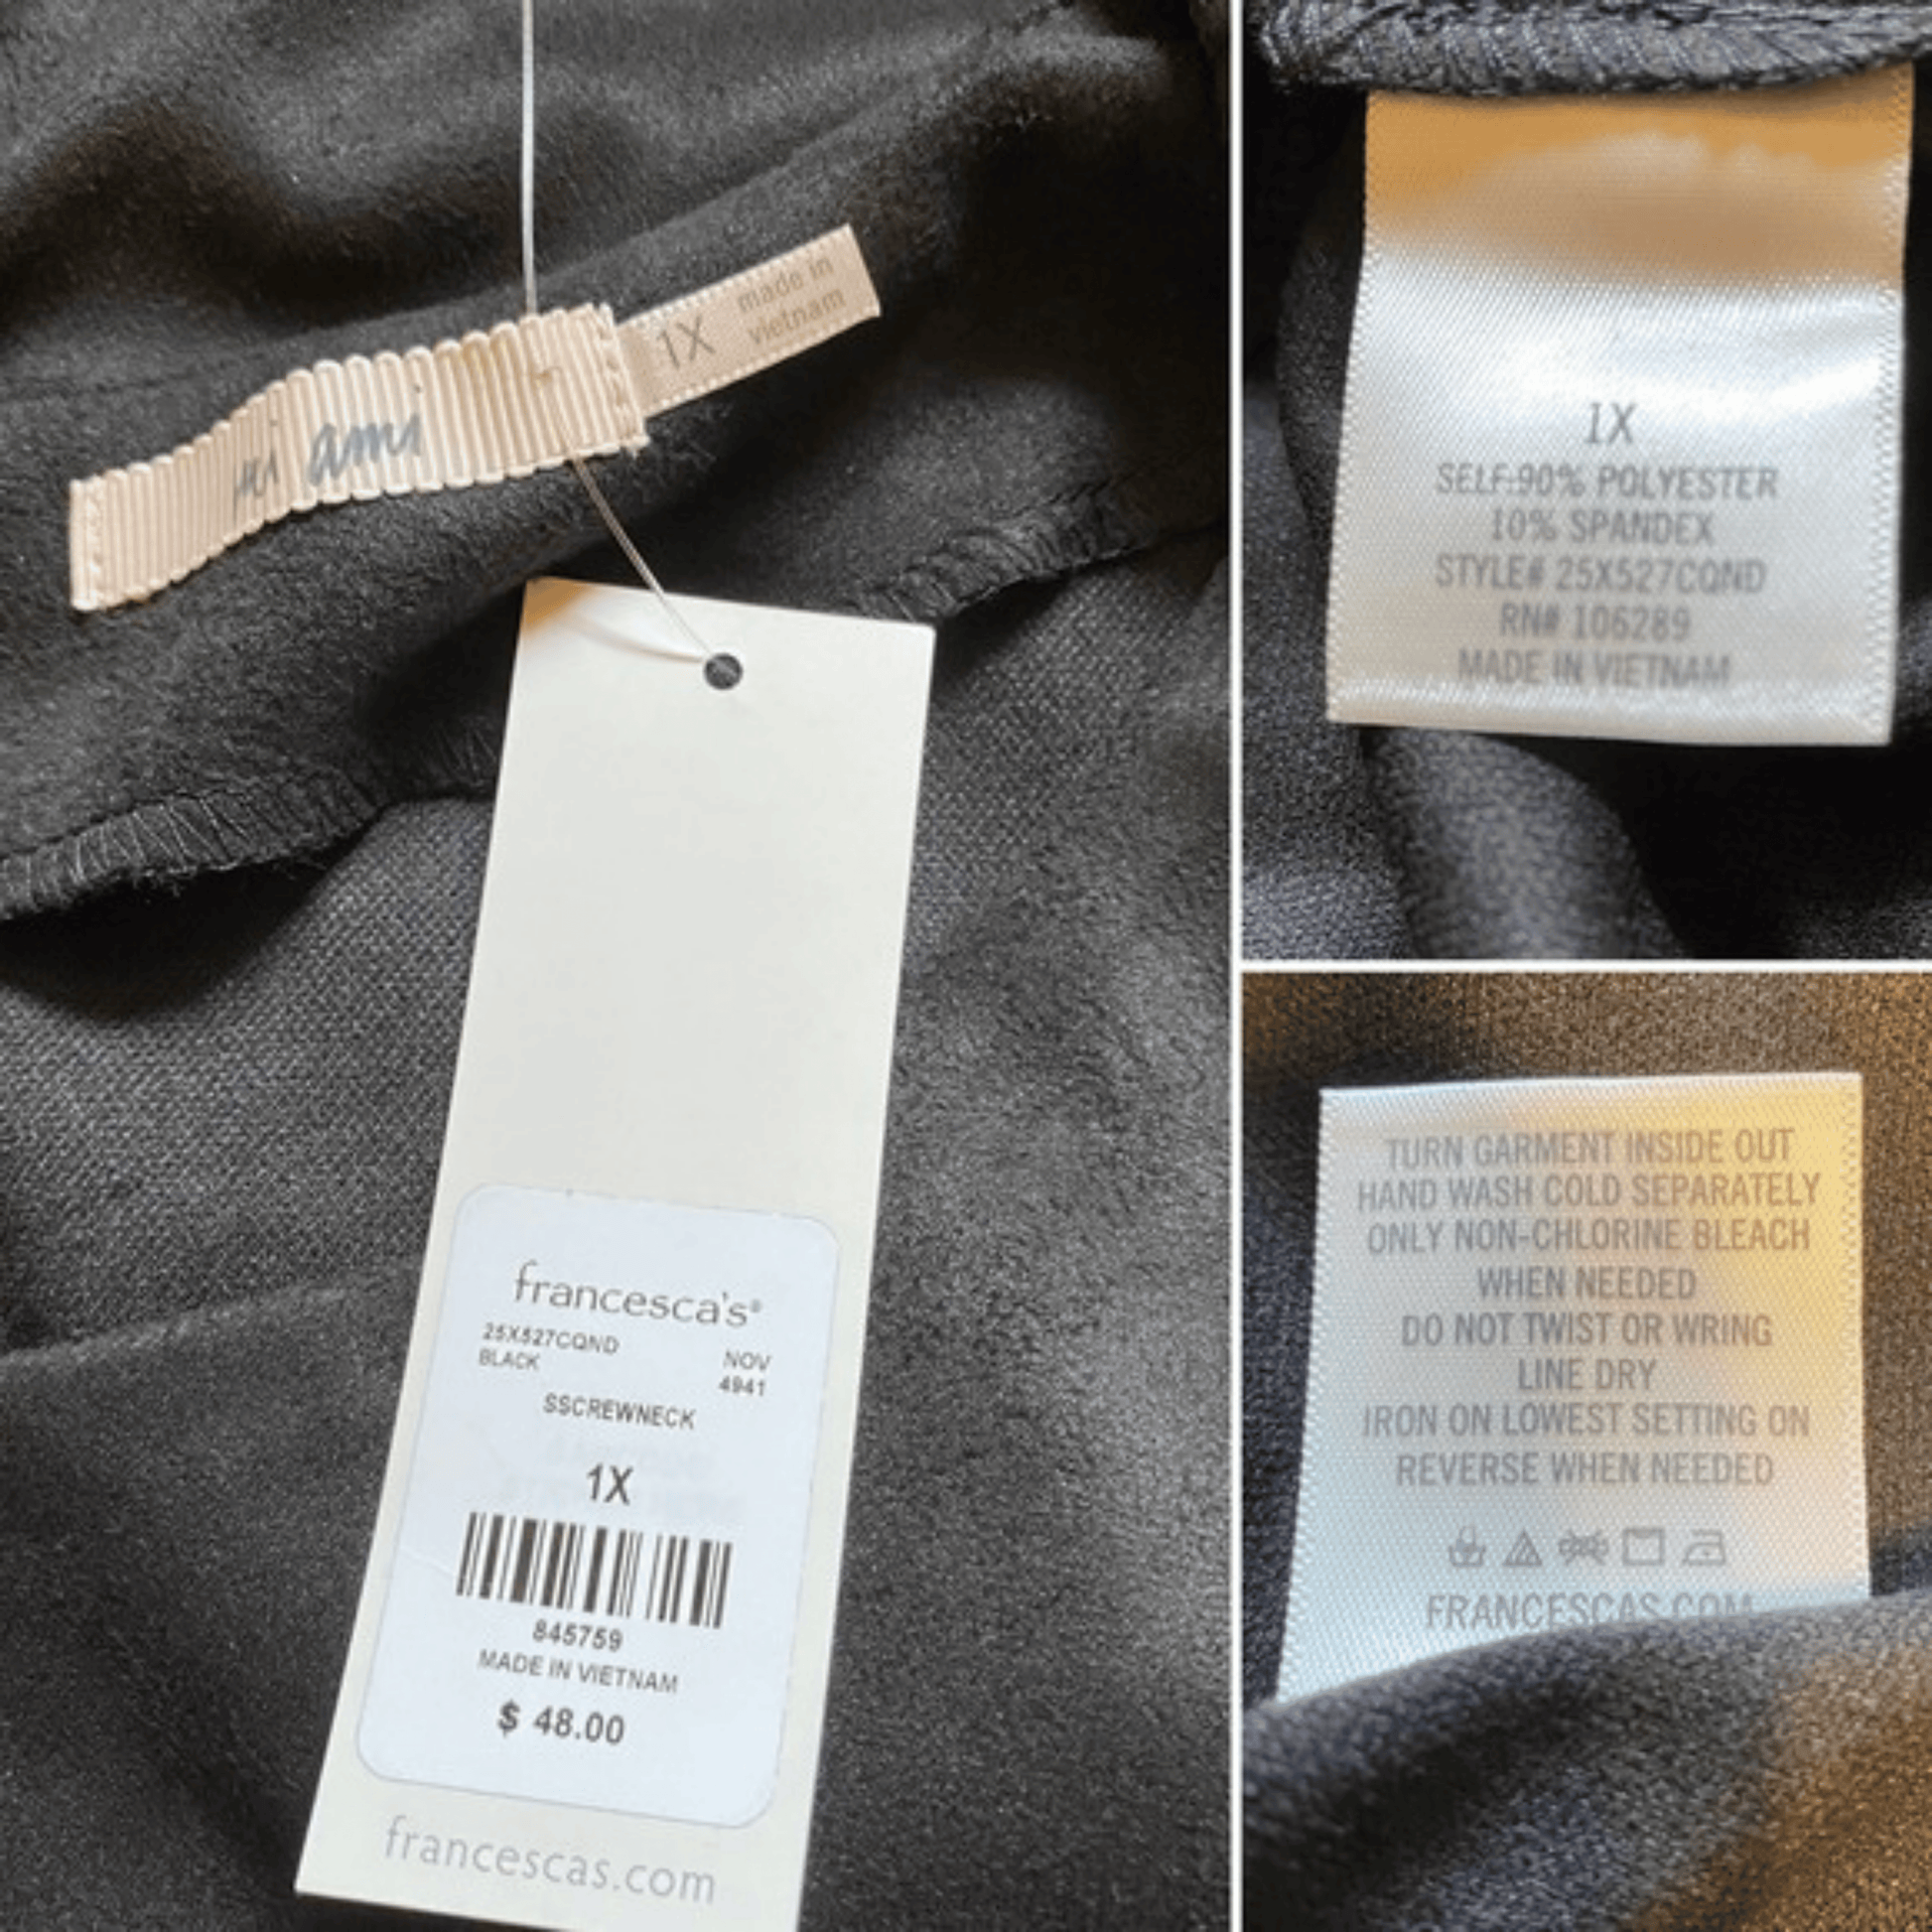 mi ami
1X
made in
vietnam
francesca's®
25X527CQND
BLACK
NOV
4941
SSCREWNECK
1X
845759
MADE IN VIETNAM
$ 48.00
francescas.com
1X
SELF:90% POLYESTER
10% SPANDEX
STYLE# 25X527CQND
RN# 106289
MADE IN VIETNAM
TURN GARMENT INSIDE OUT
HAND WASH COLD SEPARATELY
ONLY NON-CHLORINE BLEACH
WHEN NEEDED
DO NOT TWIST OR WRING
LINE DRY
IRON ON LOWEST SETTING ON
REVERSE WHEN NEEDED
FRANCESCAS.COM